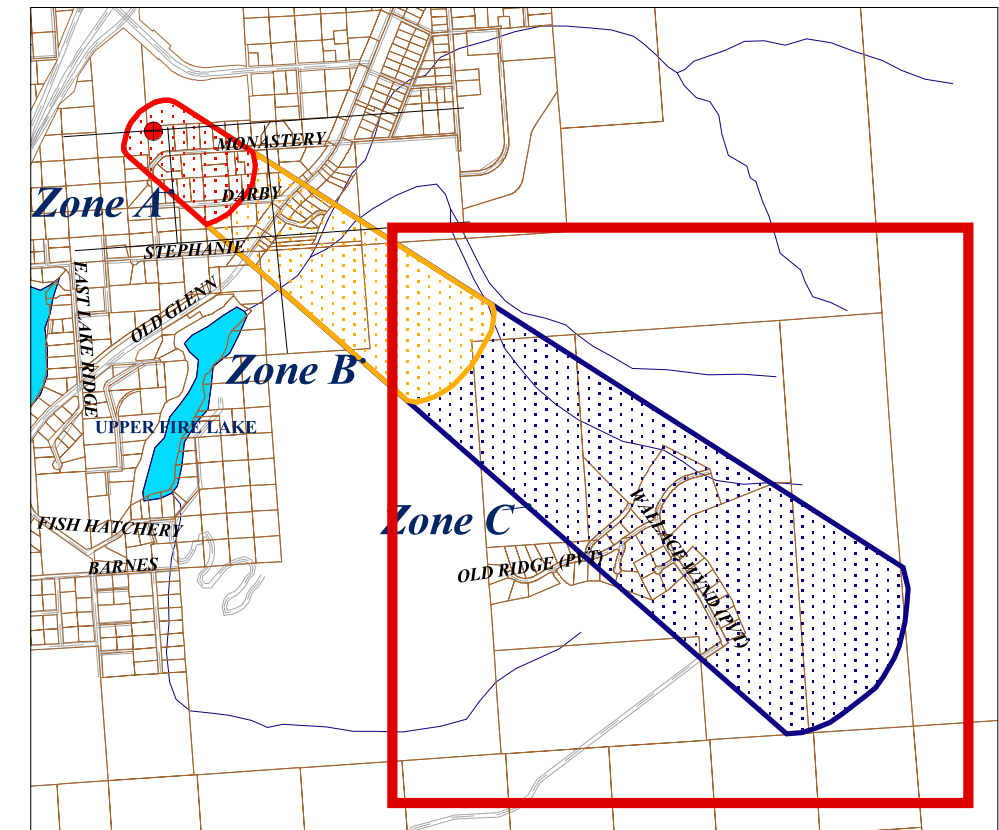 MONASTERY
DARBY
Zone A
STEPHANIE
EAST LAKE RIDGE
OLD GLENN
Zone B
UPPER FIRE LAKE
Zone C
WALLACE WYND (PVT)
FISH HATCHERY
OLD RIDGE (PVT)
BARNES